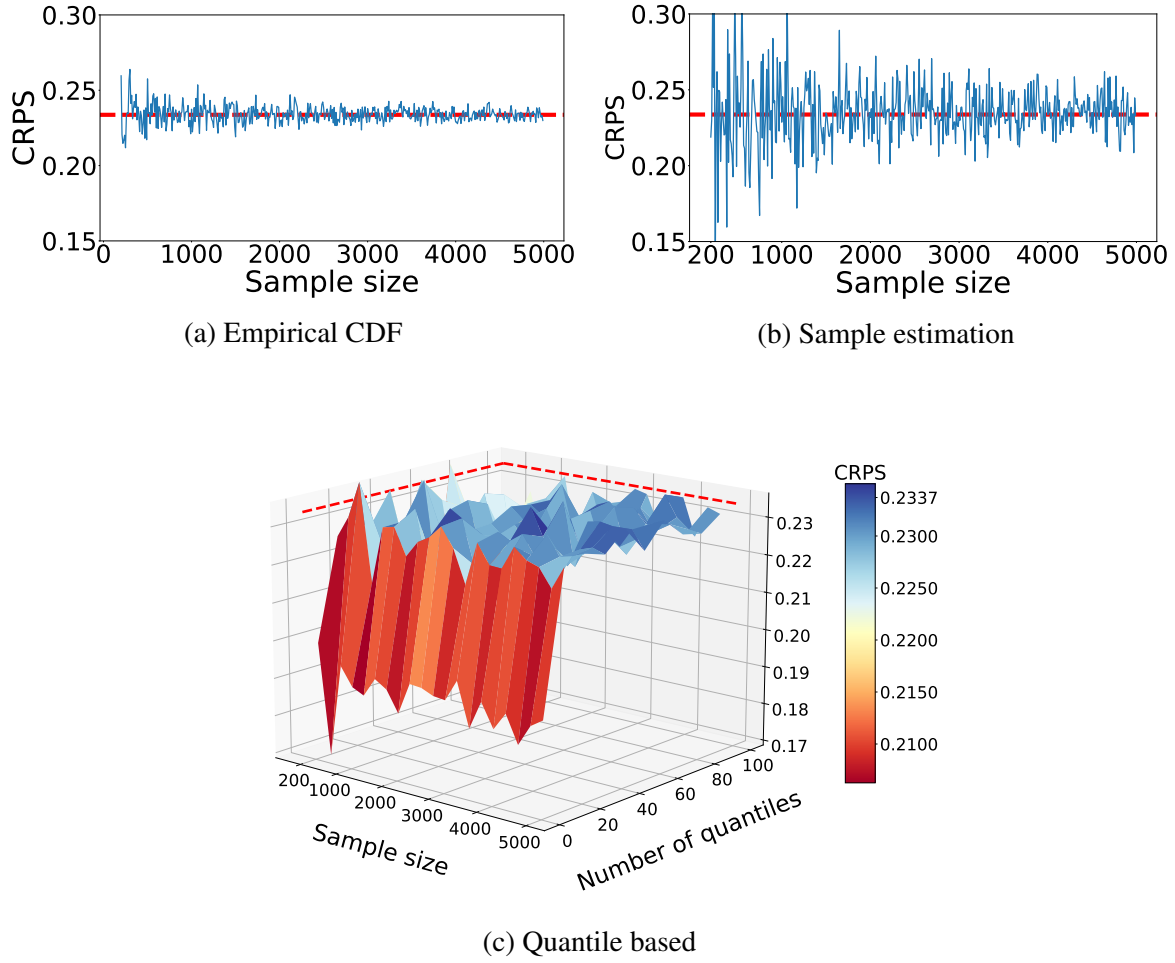 0.30
0.25
0.20
0.15
CRPS
0 1000 2000 3000 4000 5000
Sample size
(a) Empirical CDF
0.30
0.25
0.20
0.15
CRPS
200 1000 2000 3000 4000 5000
Sample size
(b) Sample estimation
CRPS
0.2337
0.2300
0.2250
0.2200
0.2150
0.2100
0.23
0.22
0.21
0.20
0.19
0.18
0.17
200 1000 2000 3000 4000 5000
Sample size
0 20 40 60 80 100
Number of quantiles
(c) Quantile based